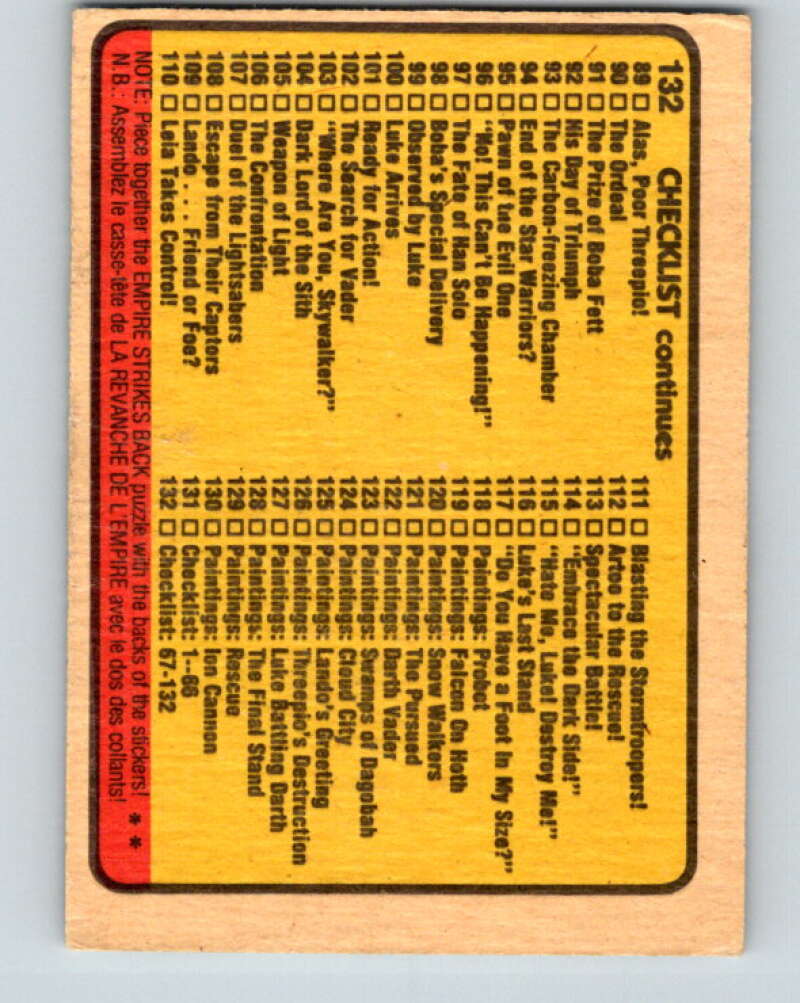 132 CHECKLIST continues
89 □ Alas, Poor Threepio!
90 □ The Ordeal
91 □ The Prize of Boba Fett
92 □ His Day of Triumph
93 □ The Carbon-freezing Chamber
94 □ End of the Star Warriors?
95 □ Pawn of the Evil One
96 □ "No! This Can't Be Happening!"
97 □ The Fate of Han Solo
98 □ Boba's Special Delivery
99 □ Observed by Luke
100 □ Luke Arrives
101 □ Ready for Action!
102 □ The Search for Vader
103 □ "Where Are You, Skywalker?"
104 □ Dark Lord of the Sith
105 □ Weapon of Light
106 □ The Confrontation
107 □ Duel of the Lightsabers
108 □ Escape from Their Captors
109 □ Lando . . . Friend or Foe?
110 □ Leia Takes Control!
111 □ Blasting the Stormtroopers!
112 □ Artoo to the Rescue!
113 □ Spectacular Battle!
114 □ "Embrace the Dark Side!"
115 □ "Hate Me, Luke! Destroy Me!"
116 □ Luke's Last Stand
117 □ "Do You Have a Foot In My Size?"
118 □ Paintings: Probot
119 □ Paintings: Falcon On Hoth
120 □ Paintings: Snow Walkers
121 □ Paintings: The Pursued
122 □ Paintings: Darth Vader
123 □ Paintings: Swamps of Dagobah
124 □ Paintings: Cloud City
125 □ Paintings: Lando's Greeting
126 □ Paintings: Threepio's Destruction
127 □ Paintings: Luke Battling Darth
128 □ Paintings: The Final Stand
129 □ Paintings: Rescue
130 □ Paintings: Ion Cannon
131 □ Checklist: 1--66
132 □ Checklist: 67-132
NOTE: Piece together the EMPIRE STRIKES BACK puzzle with the backs of the stickers! * *
N.B.: Assemblez le casse-tête de LA REVANCHE DE L'EMPIRE avec le dos des collants!